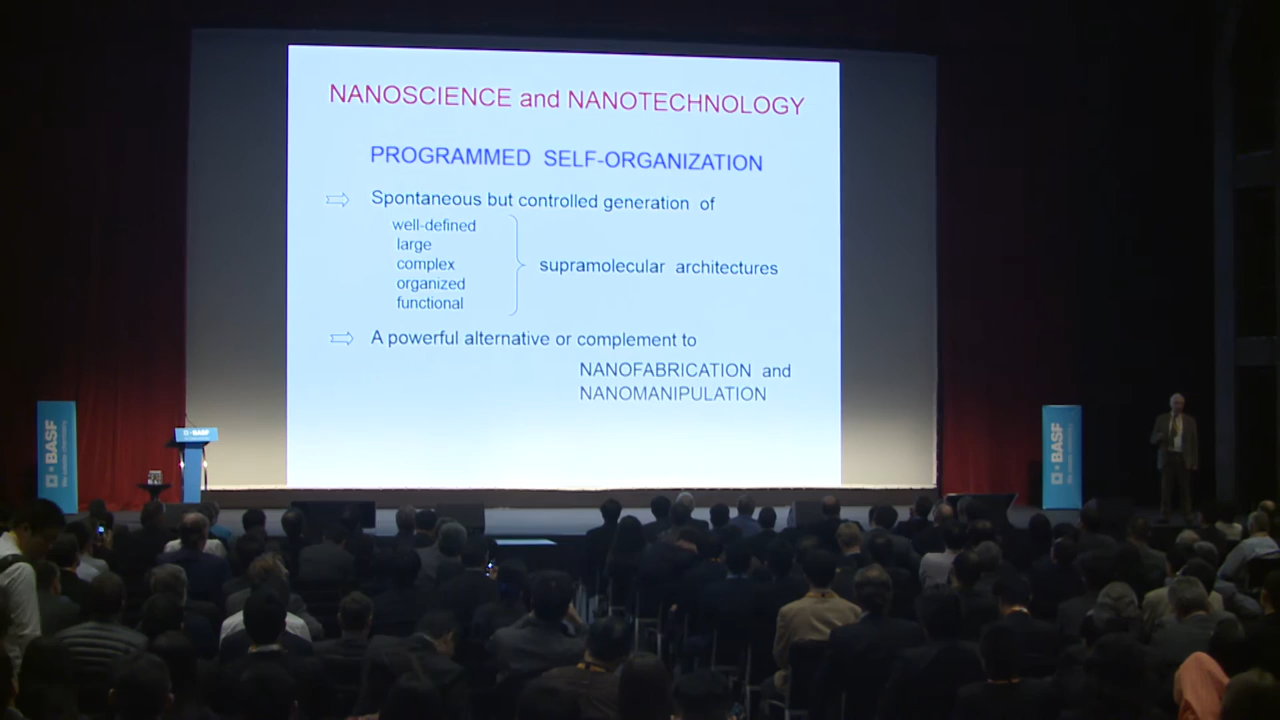 NANOSCIENCE and NANOTECHNOLOGY
PROGRAMMED SELF-ORGANIZATION
Spontaneous but controlled generation of
well-defined
large
complex
organized
functional
supramolecular architectures
A powerful alternative or complement to
NANOFABRICATION and
NANOMANIPULATION
BASF
BASF
BASF